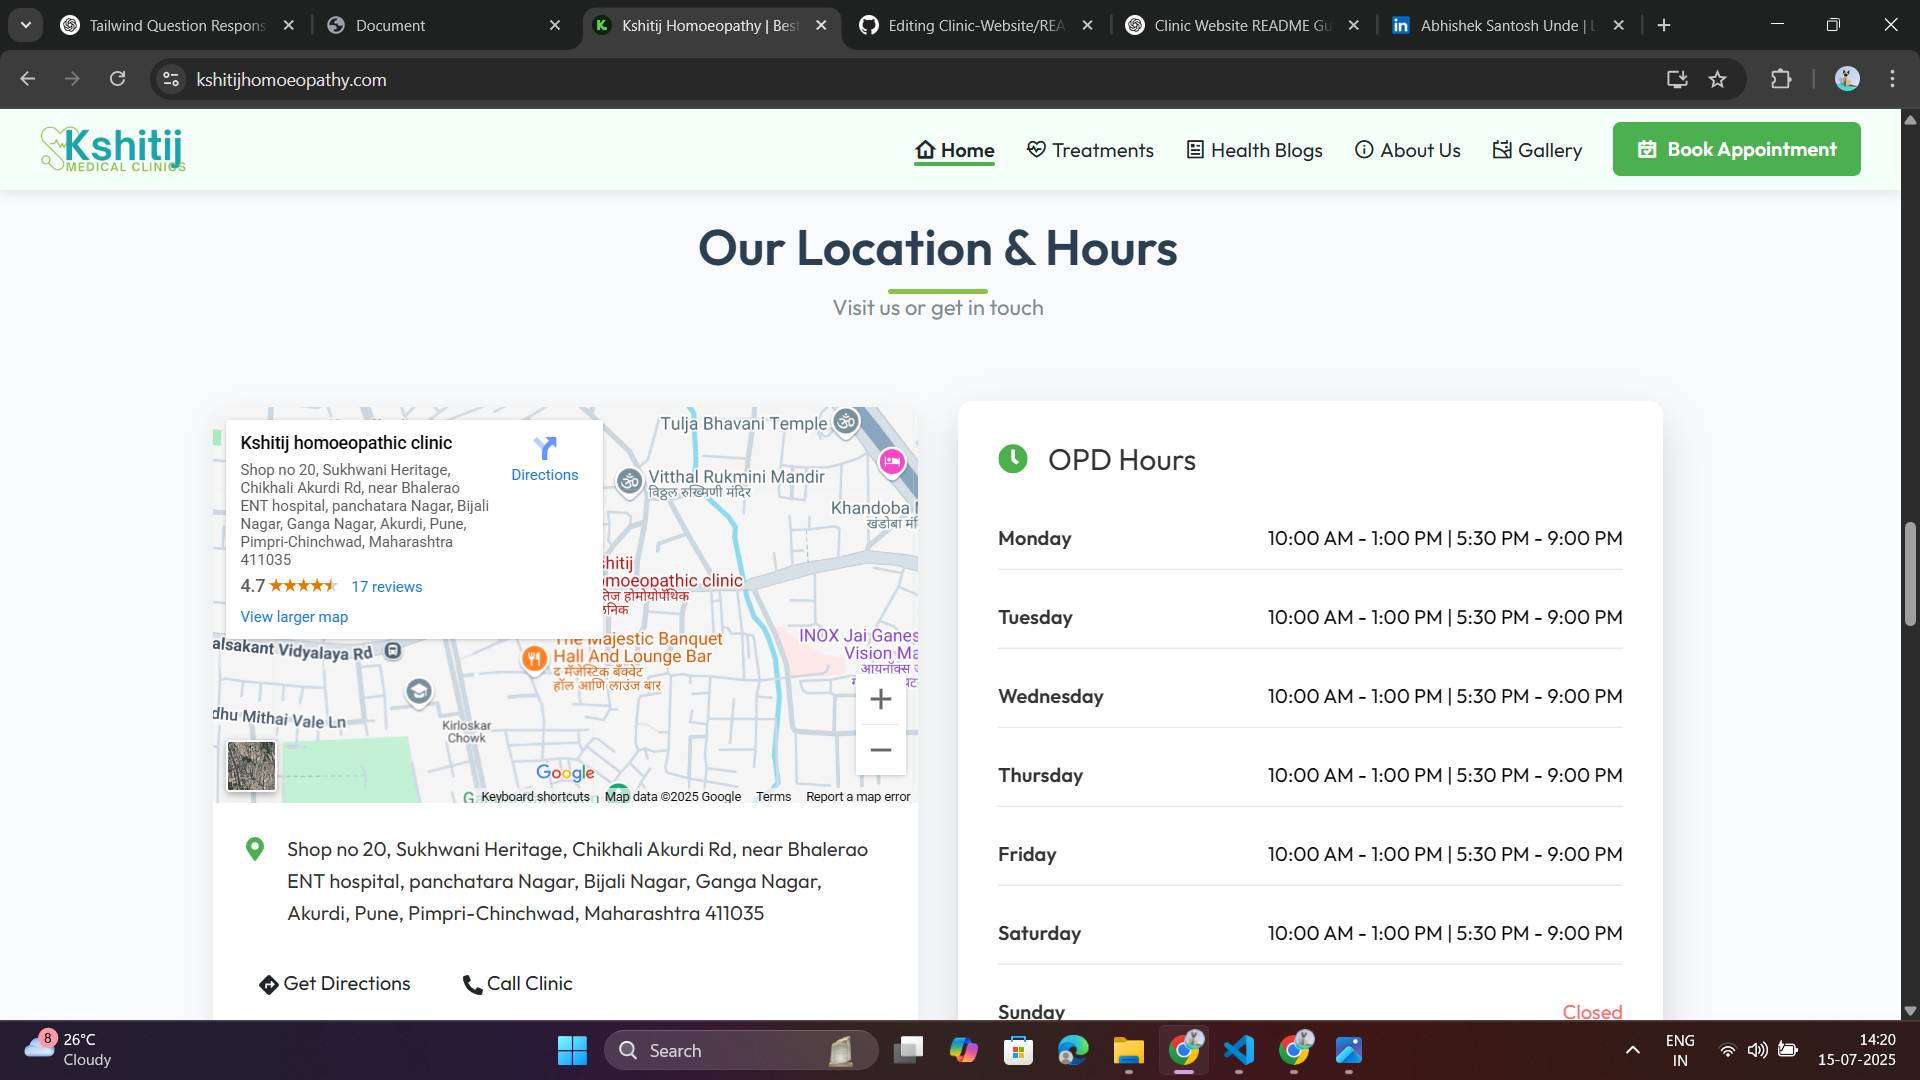 Tailwind Question Respons
Document
Kshitij Homoeopathy | Best
Editing Clinic-Website/REA
Clinic Website README Gu
Abhishek Santosh Unde | L
kshitijhomoeopathy.com
Kshitij
MEDICAL CLINICS
Home
Treatments
Health Blogs
About Us
Gallery
Book Appointment
Our Location & Hours
Visit us or get in touch
Kshitij homoeopathic clinic
Shop no 20, Sukhwani Heritage,
Chikhali Akurdi Rd, near Bhalerao
ENT hospital, panchatara Nagar, Bijali
Nagar, Ganga Nagar, Akurdi, Pune,
Pimpri-Chinchwad, Maharashtra
411035
Directions
4.7
17 reviews
View larger map
Tulja Bhavani Temple
Vitthal Rukmini Mandir
विठ्ठल रुख्मिणी मंदिर
Khandoba
खंडोबा
shitij
omoeopathic clinic
होमोयोपॅथिक
The Majestic Banquet
Hall And Lounge Bar
द मॅजेस्टिक बँक्वेट
हॉल आणि लाउंज बार
INOX Jai Ganes
Vision Ma
आयनॉक्स
alsakant Vidyalaya Rd
dhu Mithai Vale Ln
Kirloskar
Chowk
Google
Keyboard shortcuts
Map data ©2025 Google
Terms
Report a map error
Shop no 20, Sukhwani Heritage, Chikhali Akurdi Rd, near Bhalerao
ENT hospital, panchatara Nagar, Bijali Nagar, Ganga Nagar,
Akurdi, Pune, Pimpri-Chinchwad, Maharashtra 411035
Get Directions
Call Clinic
OPD Hours
Monday 10:00 AM - 1:00 PM | 5:30 PM - 9:00 PM
Tuesday 10:00 AM - 1:00 PM | 5:30 PM - 9:00 PM
Wednesday 10:00 AM - 1:00 PM | 5:30 PM - 9:00 PM
Thursday 10:00 AM - 1:00 PM | 5:30 PM - 9:00 PM
Friday 10:00 AM - 1:00 PM | 5:30 PM - 9:00 PM
Saturday 10:00 AM - 1:00 PM | 5:30 PM - 9:00 PM
Sunday Closed
8
26°C
Cloudy
Search
ENG
IN
14:20
15-07-2025